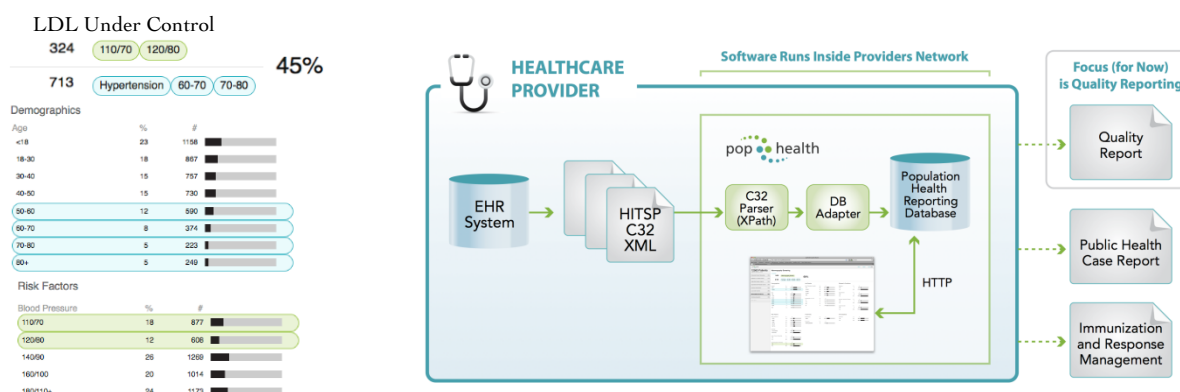 LDL Under Control
324 110/70 120/80
45%
713 Hypertension 60-70 70-80
Demographics
Age % #
<18 23 1158
18-30 18 867
30-40 15 757
40-50 15 730
50-60 12 590
60-70 8 374
70-80 5 223
80+ 5 249
Risk Factors
Blood Pressure % #
110/70 18 877
120/80 12 608
140/90 26 1269
160/100 20 1014
180/110+ 24 1173
HEALTHCARE
PROVIDER
Software Runs Inside Providers Network
EHR
System
HITSP
C32
XML
pop health
C32
Parser
(XPath)
DB
Adapter
Population
Health
Reporting
Database
HTTP
Focus (for Now)
is Quality Reporting
Quality
Report
Public Health
Case Report
Immunization
and Response
Management